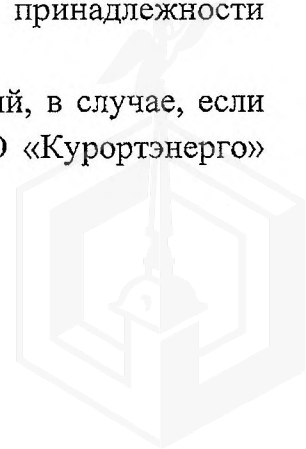 принадлежности
в случае, если
«Курортэнерго»